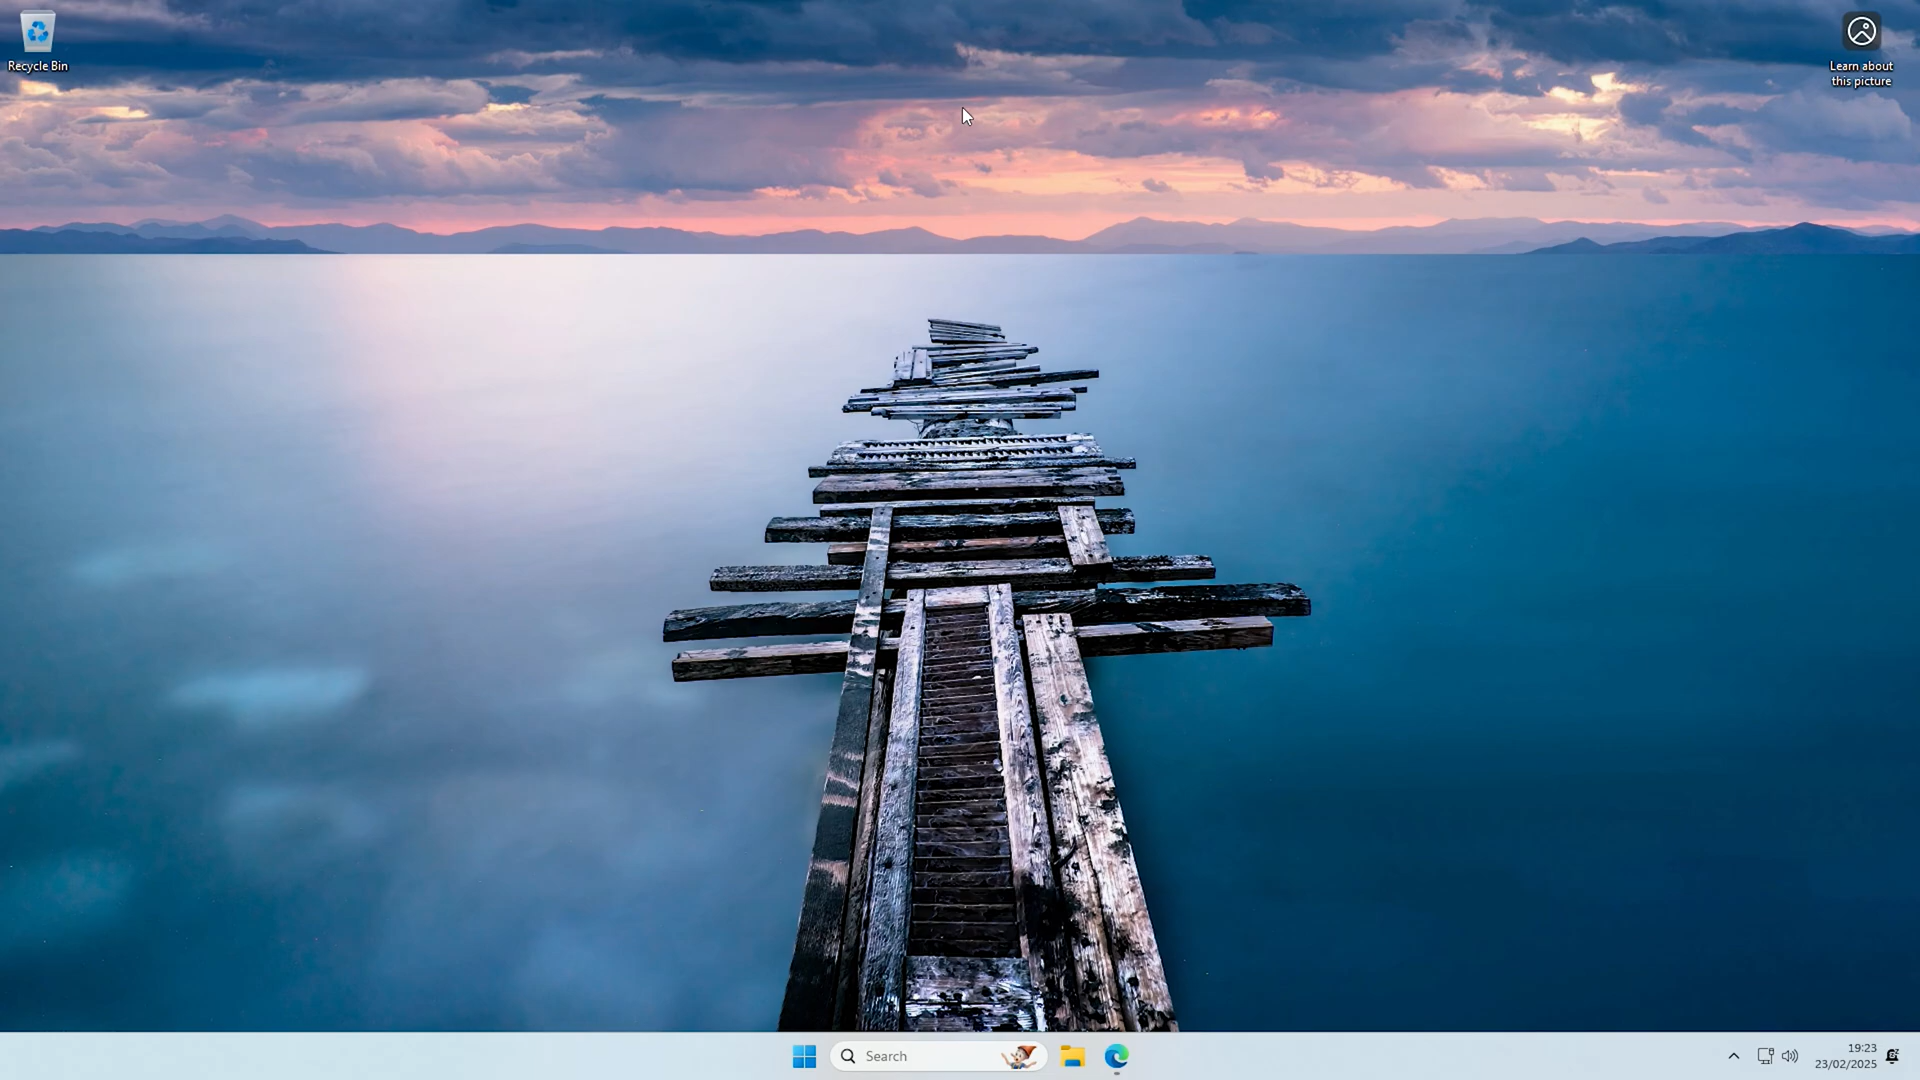 Recycle Bin
Learn about
this picture
Search
19:23
23/02/2025